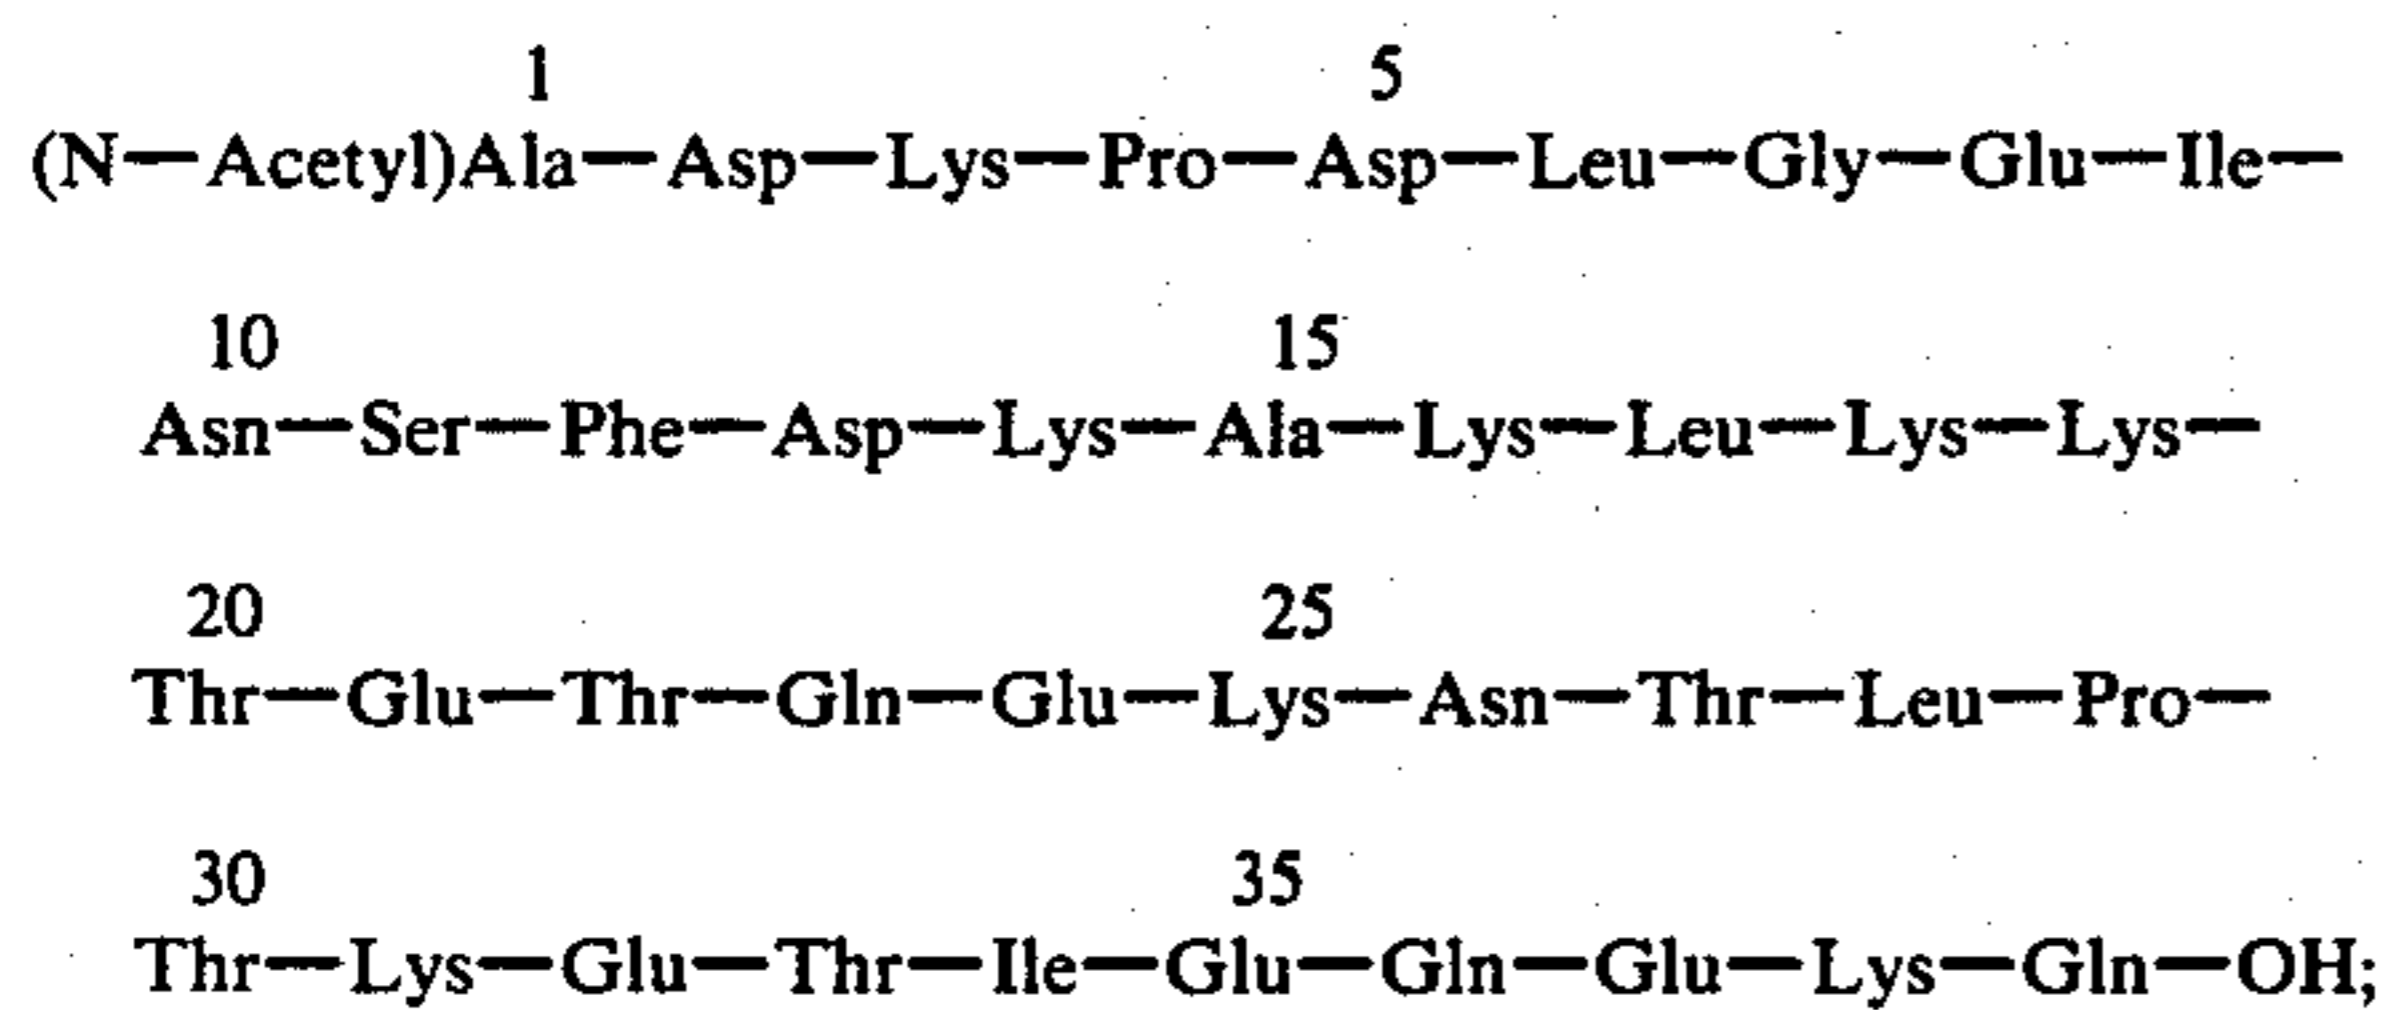 1 5
(N—Acetyl)Ala—Asp—Lys—Pro—Asp—Leu—Gly—Glu—Ile—
10 15
Asn—Ser—Phe—Asp—Lys—Ala—Lys—Leu—Lys—Lys—
20 25
Thr—Glu—Thr—Gln—Glu—Lys—Asn—Thr—Leu—Pro—
30 35
Thr—Lys—Glu—Thr—Ile—Glu—Gln—Glu—Lys—Gln—OH;